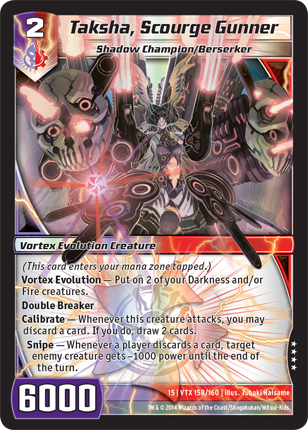 2
Taksha, Scourge Gunner
Shadow Champion/Berserker
Vortex Evolution Creature
(This card enters your mana zone tapped.)
Vortex Evolution — Put on 2 of your Darkness and/or
Fire creatures.
Double Breaker
Calibrate — Whenever this creature attacks, you may
discard a card. If you do, draw 2 cards.
Snipe — Whenever a player discards a card, target
enemy creature gets -1000 power until the end of
the turn.
6000
15 | VTX 158/160 | Illus. Tubaki Haisame
TM & © 2014 Wizards of the Coast/Shogakukan/Mitsui-Kids.